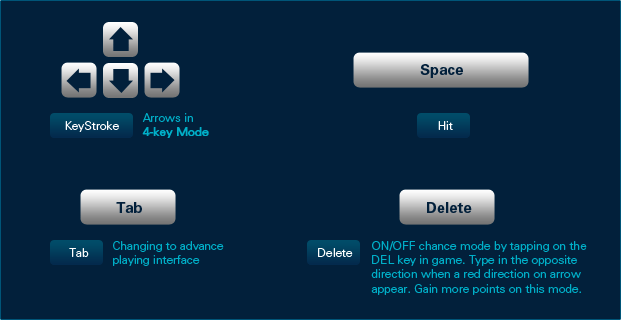 Space
KeyStroke
Arrows in
4-key Mode
Hit
Tab
Delete
Tab
Changing to advance
playing interface
Delete
ON/OFF chance mode by tapping on the
DEL key in game. Type in the opposite
direction when a red direction on arrow
appear. Gain more points on this mode.